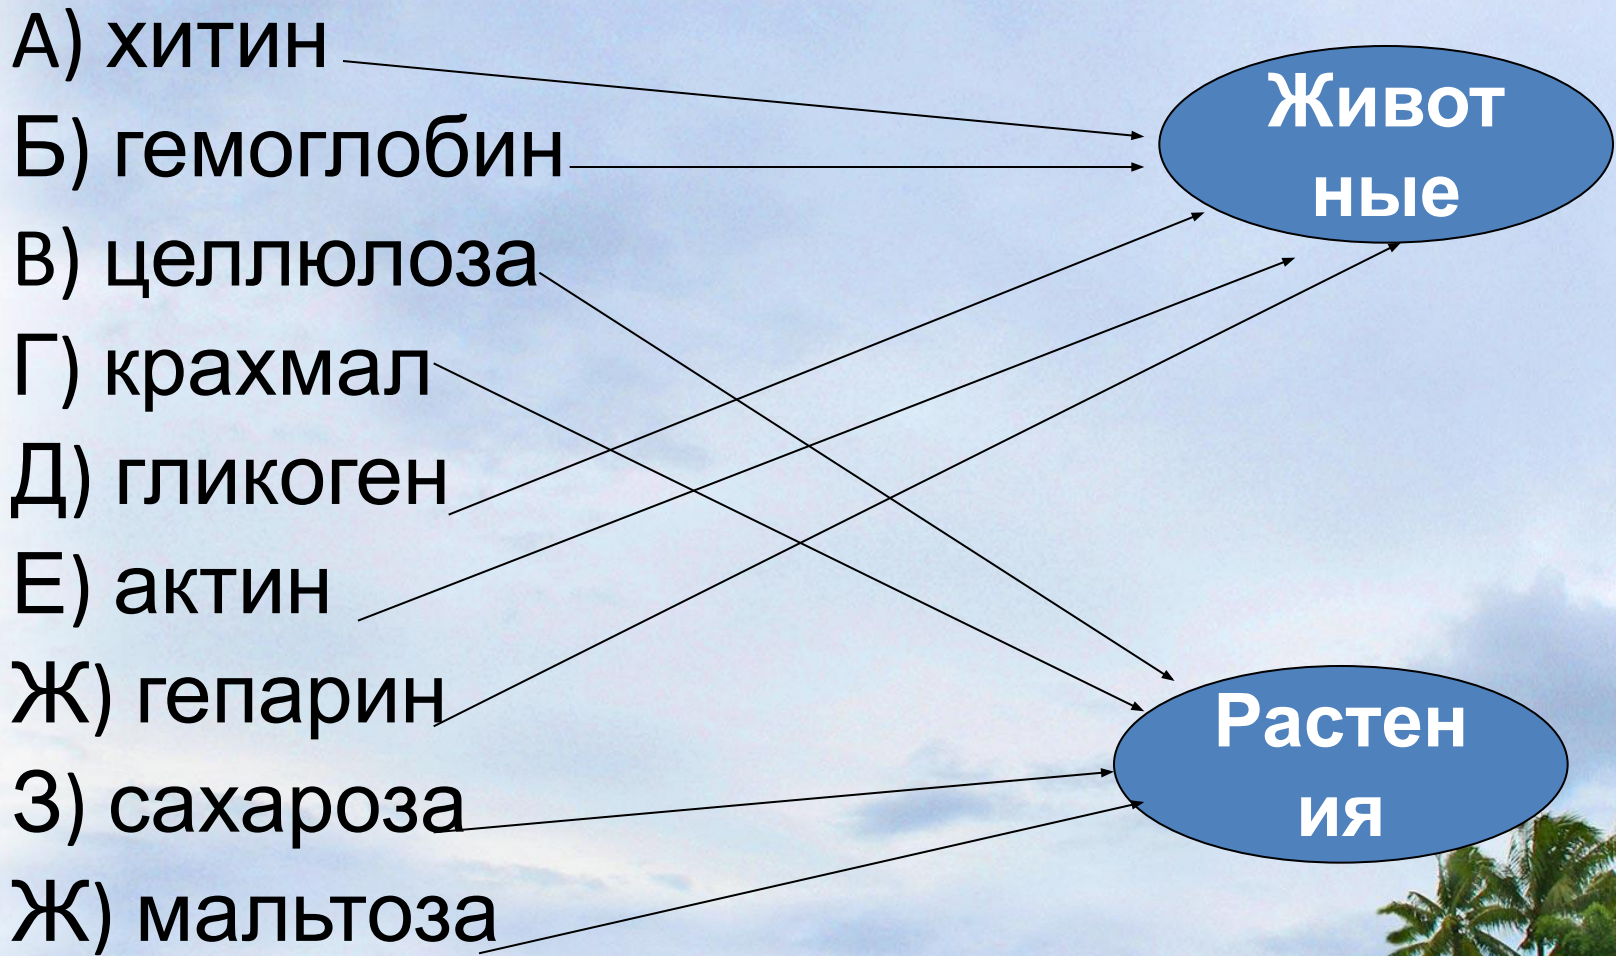 А) хитин
Б) гемоглобин
В) целлюлоза
Г) крахмал
Д) гликоген
Е) актин
Ж) гепарин
З) сахароза
Ж) мальтоза
Живот
ные
Растен
ия